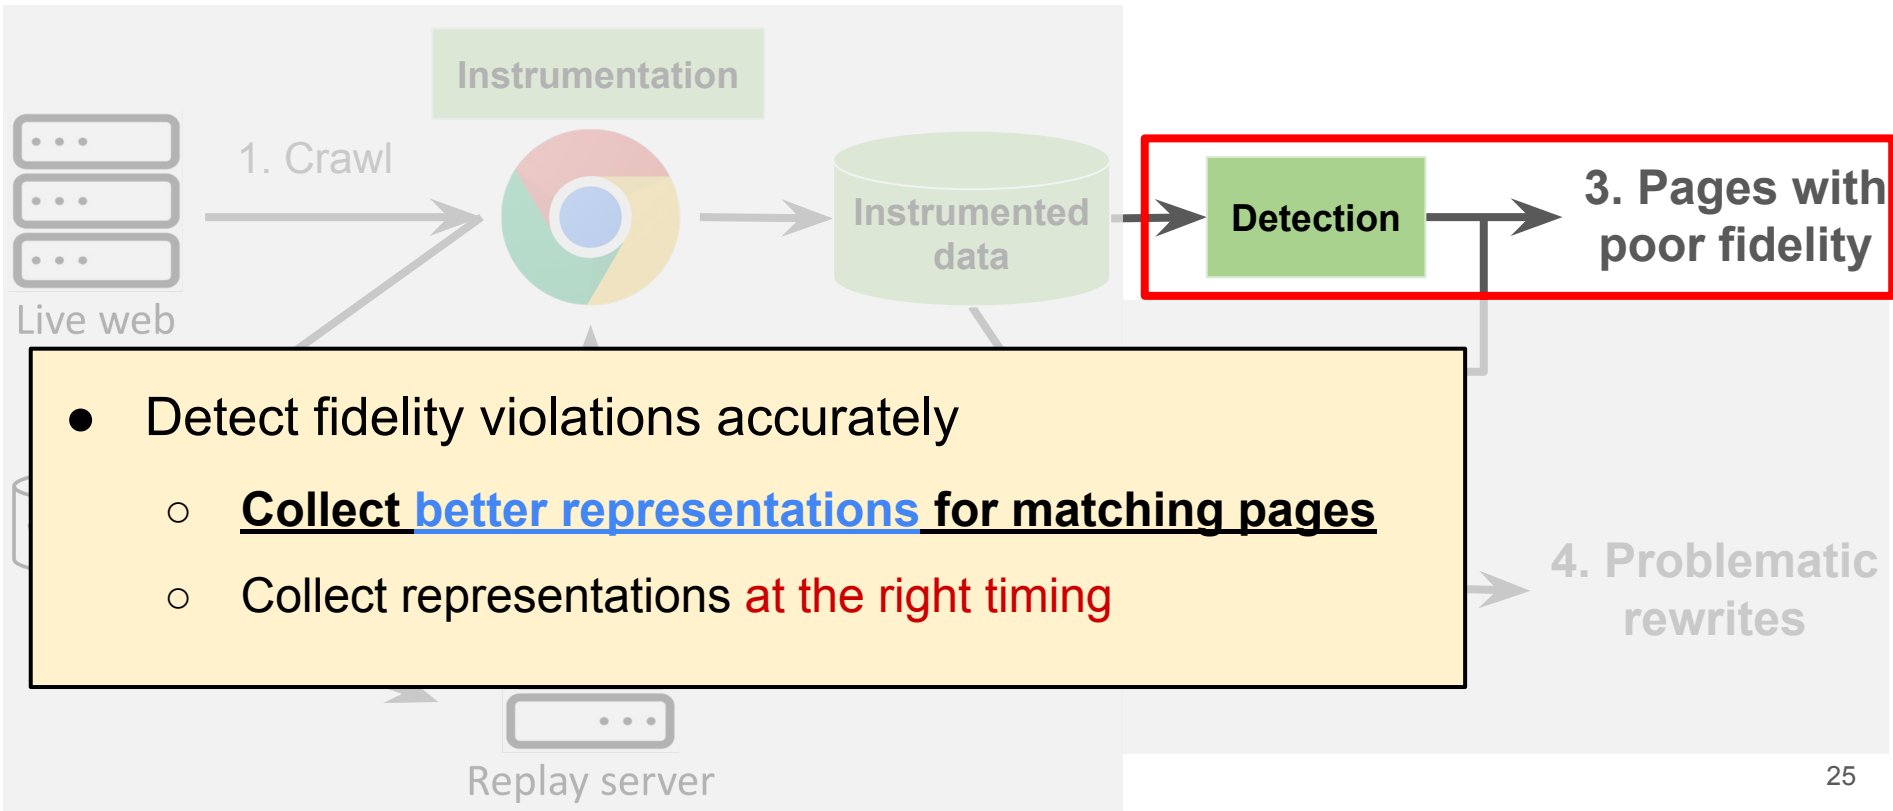 Instrumentation
1. Crawl
Live web
Instrumented
data
Detection
3. Pages with
poor fidelity
● Detect fidelity violations accurately
○ Collect better representations for matching pages
○ Collect representations at the right timing
4. Problematic
rewrites
Replay server
25